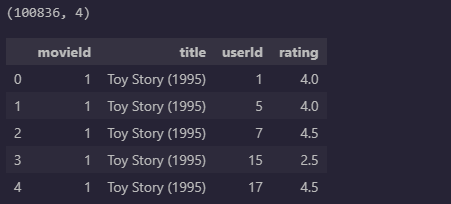 (100836, 4)
movieId title userId rating
0 1 Toy Story (1995) 1 4.0
1 1 Toy Story (1995) 5 4.0
2 1 Toy Story (1995) 7 4.5
3 1 Toy Story (1995) 15 2.5
4 1 Toy Story (1995) 17 4.5